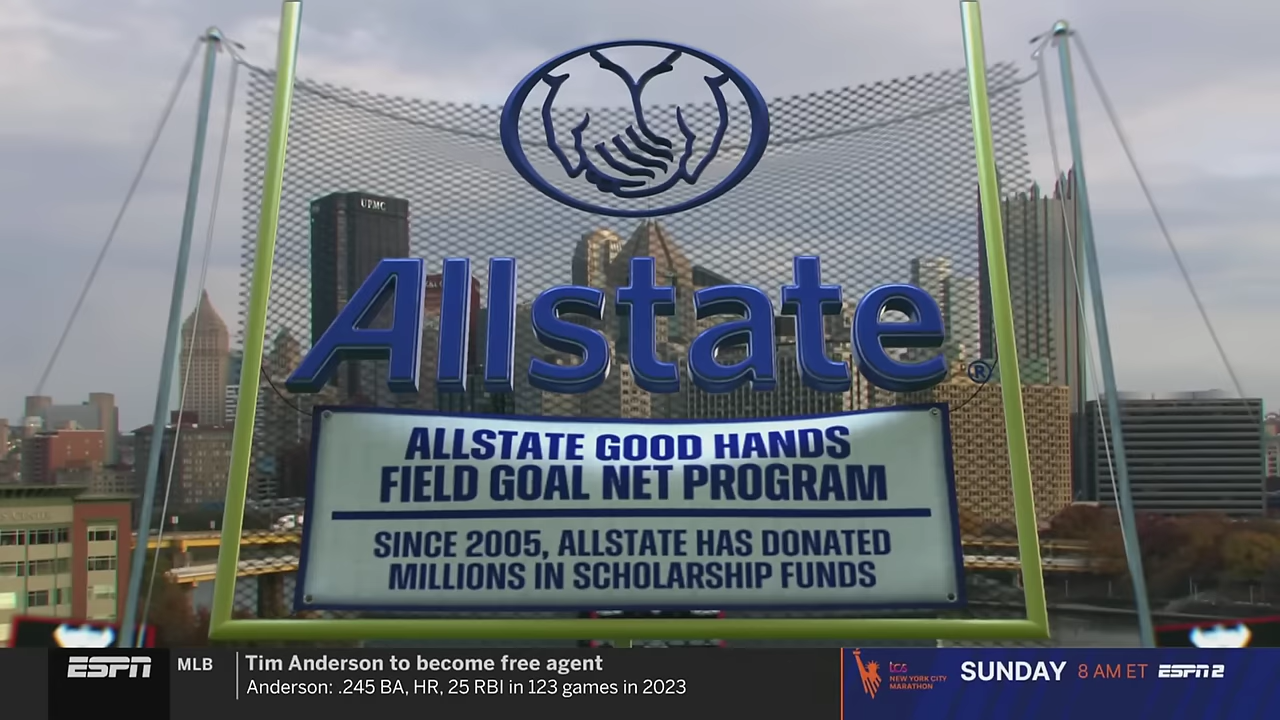 UPMC
Allstate®
ALLSTATE GOOD HANDS
FIELD GOAL NET PROGRAM
SINCE 2005, ALLSTATE HAS DONATED
MILLIONS IN SCHOLARSHIP FUNDS
ESPN
MLB
Tim Anderson to become free agent
Anderson: .245 BA, HR, 25 RBI in 123 games in 2023
tcs
NEW YORK CITY
MARATHON
SUNDAY 8 AM ET ESPN2